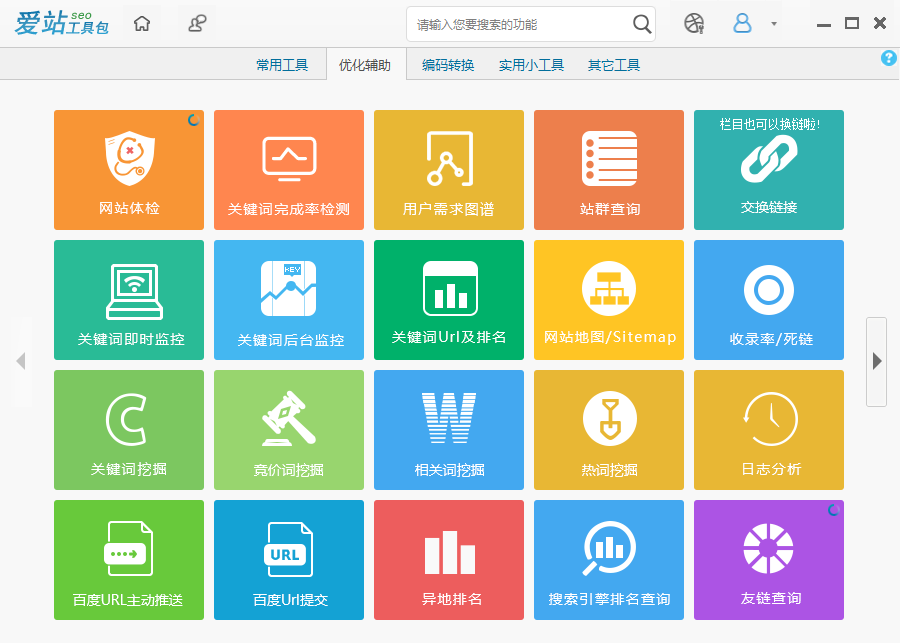 爱站seo工具包
请输入您要搜索的功能
常用工具
优化辅助
编码转换
实用小工具
其它工具
?
网站体检
关键词完成率检测
用户需求图谱
站群查询
栏目也可以换链啦!
交换链接
关键词即时监控
KEY
关键词后台监控
关键词Url及排名
网站地图/Sitemap
收录率/死链
C
关键词挖掘
竞价词挖掘
W
相关词挖掘
热词挖掘
日志分析
百度URL主动推送
URL
百度Url提交
异地排名
搜索引擎排名查询
友链查询